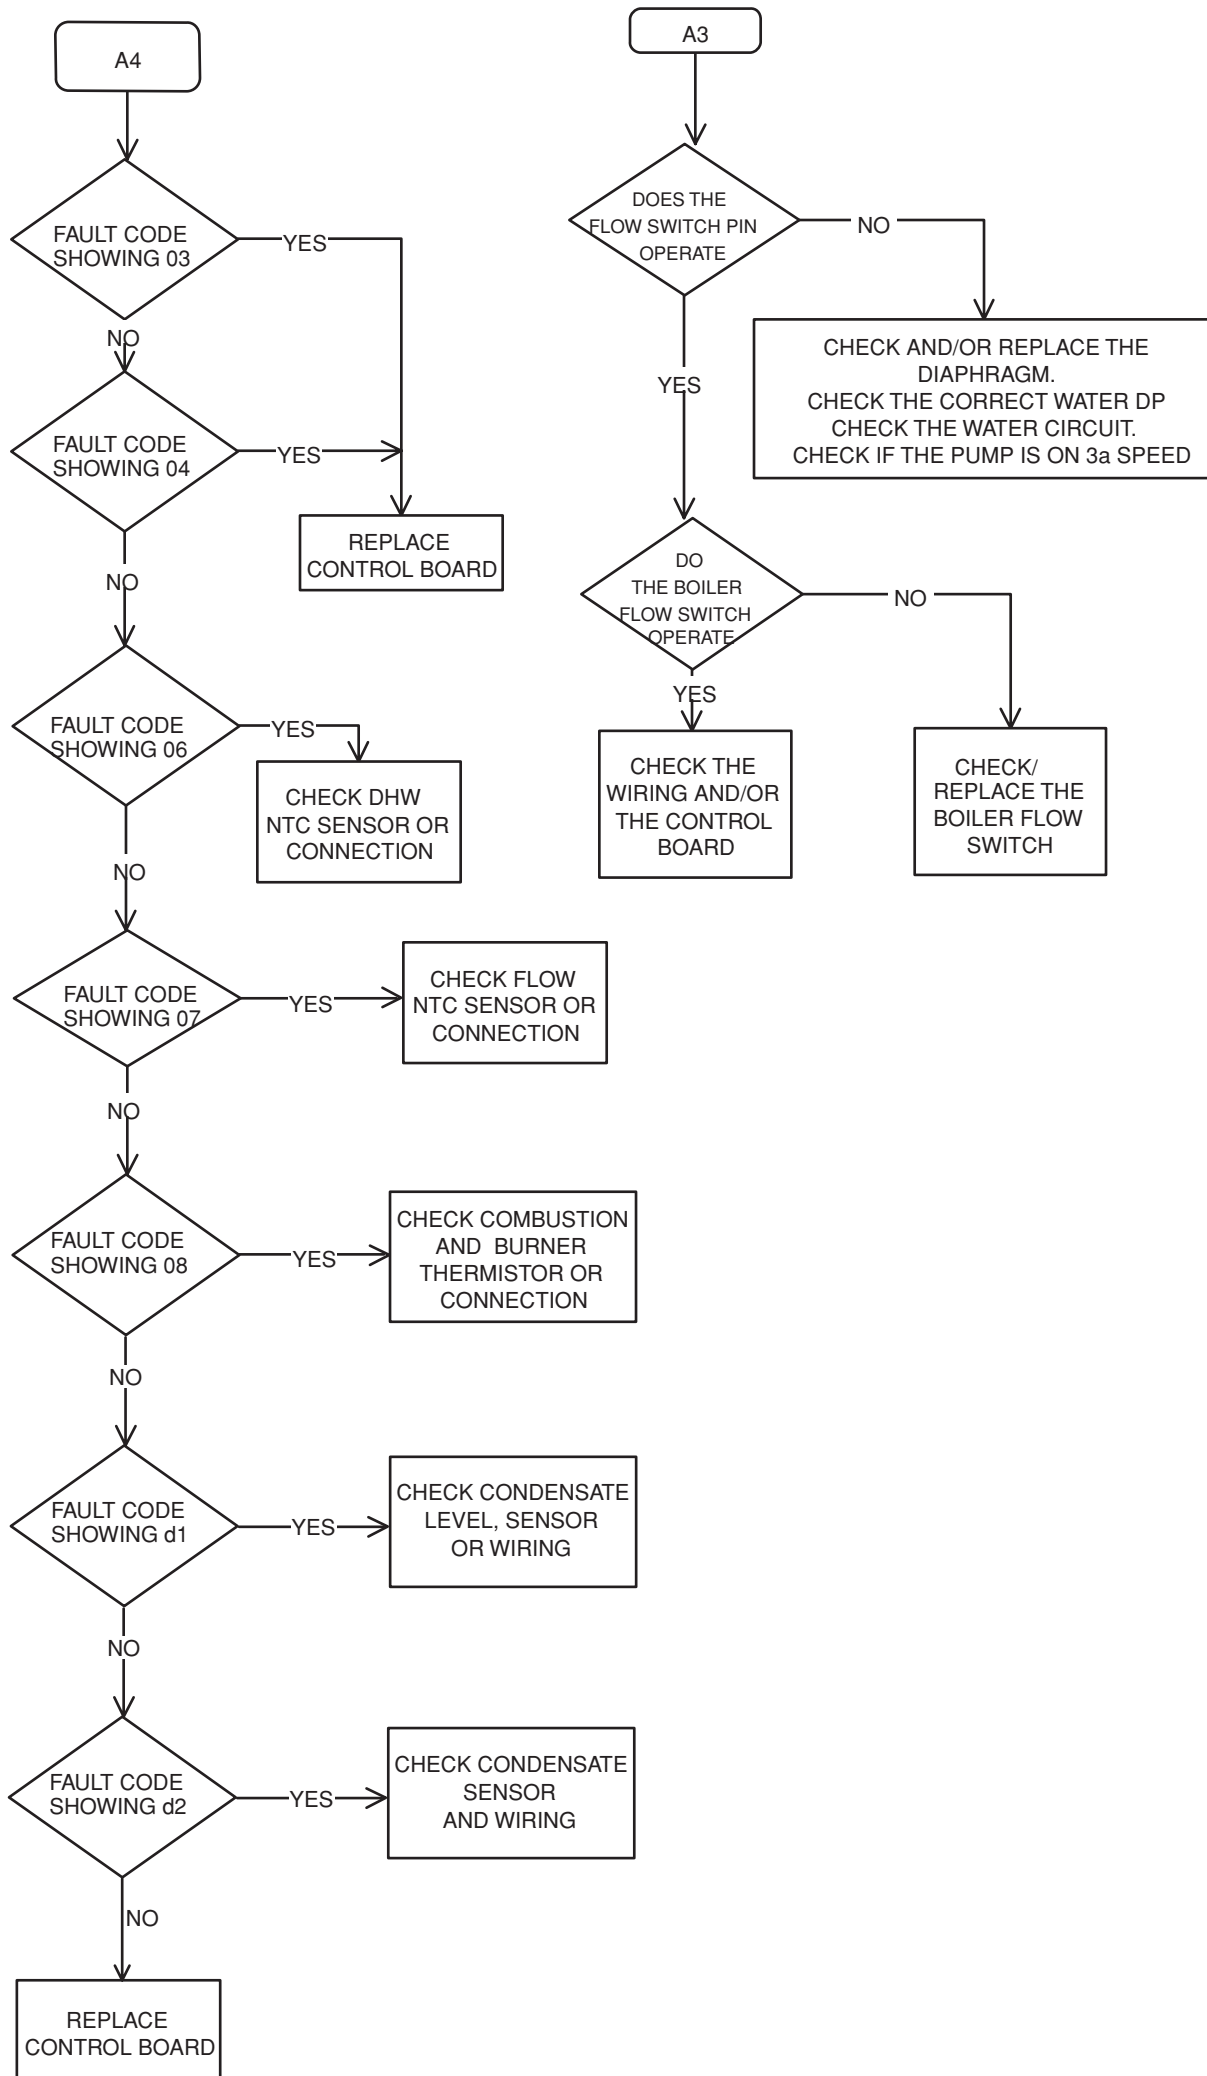 A4
FAULT CODE
SHOWING 03
YES
NO
FAULT CODE
SHOWING 04
YES
REPLACE
CONTROL BOARD
NO
FAULT CODE
SHOWING 06
YES
CHECK DHW
NTC SENSOR OR
CONNECTION
NO
FAULT CODE
SHOWING 07
YES
CHECK FLOW
NTC SENSOR OR
CONNECTION
NO
FAULT CODE
SHOWING 08
YES
CHECK COMBUSTION
AND BURNER
THERMISTOR OR
CONNECTION
NO
FAULT CODE
SHOWING d1
YES
CHECK CONDENSATE
LEVEL, SENSOR
OR WIRING
NO
FAULT CODE
SHOWING d2
YES
CHECK CONDENSATE
SENSOR
AND WIRING
NO
REPLACE
CONTROL BOARD
A3
DOES THE
FLOW SWITCH PIN
OPERATE
NO
CHECK AND/OR REPLACE THE
DIAPHRAGM.
CHECK THE CORRECT WATER DP
CHECK THE WATER CIRCUIT.
CHECK IF THE PUMP IS ON 3a SPEED
YES
DO
THE BOILER
FLOW SWITCH
OPERATE
NO
CHECK/
REPLACE THE
BOILER FLOW
SWITCH
YES
CHECK THE
WIRING AND/OR
THE CONTROL
BOARD